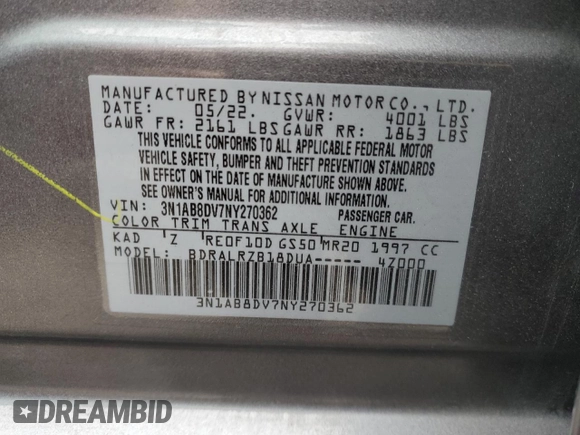 MANUFACTURED BY NISSAN MOTOR CO., LTD.
DATE: 05/22. GVWR: 4001 LBS
GAWR FR: 2161 LBS GAWR RR: 1863 LBS
THIS VEHICLE CONFORMS TO ALL APPLICABLE FEDERAL MOTOR
VEHICLE SAFETY, BUMPER AND THEFT PREVENTION STANDARDS
IN EFFECT ON THE DATE OF MANUFACTURE SHOWN ABOVE.
SEE OWNER'S MANUAL FOR ADDITIONAL INFORMATION.
VIN: 3N1AB8DV7NY270362 PASSENGER CAR.
COLOR TRIM TRANS AXLE ENGINE
KAD Z RE0F10D GS50 MR20 1997 CC
MODEL: BDRALRZB18DUA----- 47000
3N1AB8DV7NY270362
DREAMBID